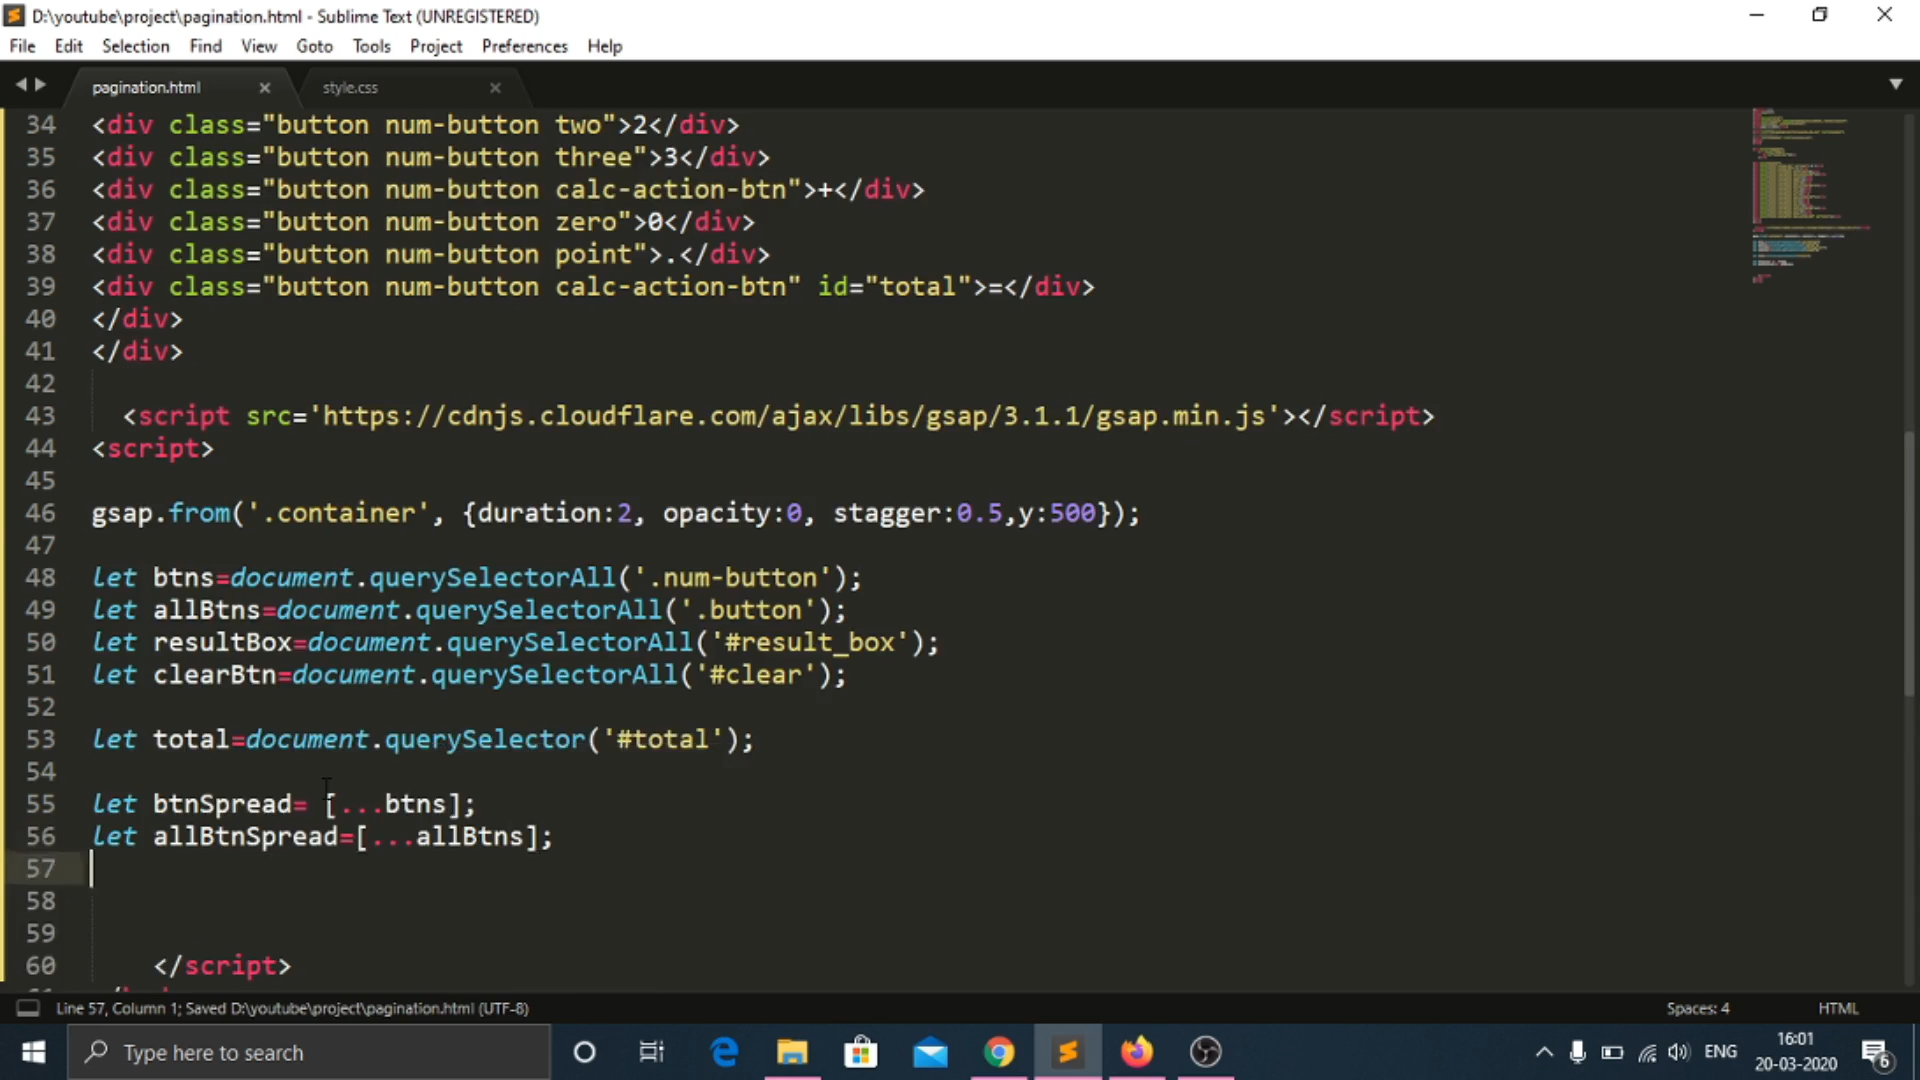 D:\youtube\project\pagination.html - Sublime Text (UNREGISTERED)
File Edit Selection Find View Goto Tools Project Preferences Help
pagination.html style.css
34 <div class="button num-button two">2</div>
35 <div class="button num-button three">3</div>
36 <div class="button num-button calc-action-btn">+</div>
37 <div class="button num-button zero">0</div>
38 <div class="button num-button point">.</div>
39 <div class="button num-button calc-action-btn" id="total">=</div>
40 </div>
41 </div>
42
43 <script src='https://cdnjs.cloudflare.com/ajax/libs/gsap/3.1.1/gsap.min.js'></script>
44 <script>
45
46 gsap.from('.container', {duration:2, opacity:0, stagger:0.5,y:500});
47
48 let btns=document.querySelectorAll('.num-button');
49 let allBtns=document.querySelectorAll('.button');
50 let resultBox=document.querySelectorAll('#result_box');
51 let clearBtn=document.querySelectorAll('#clear');
52
53 let total=document.querySelector('#total');
54
55 let btnSpread= [...btns];
56 let allBtnSpread=[...allBtns];
57
58
59
60 </script>
Line 57, Column 1; Saved D:\youtube\project\pagination.html (UTF-8) Spaces: 4 HTML
Type here to search ENG 16:01
20-03-2020 6